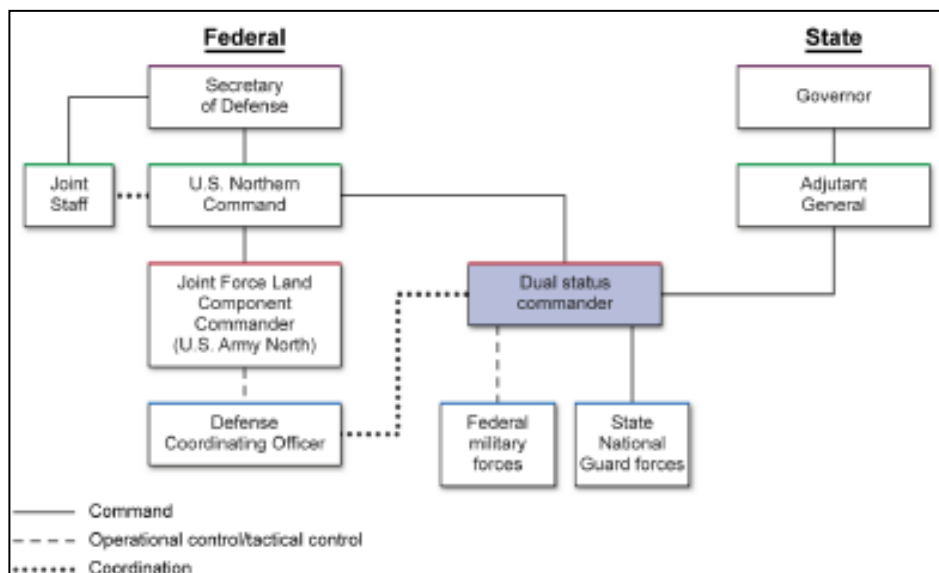 Federal
State
Secretary
of Defense
Governor
Joint
Staff
U.S. Northern
Command
Adjutant
General
Joint Force Land
Component
Commander
(U.S. Army North)
Dual status
commander
Defense
Coordinating Officer
Federal
military
forces
State
National
Guard forces
Command
Operational control/tactical control
Coordination